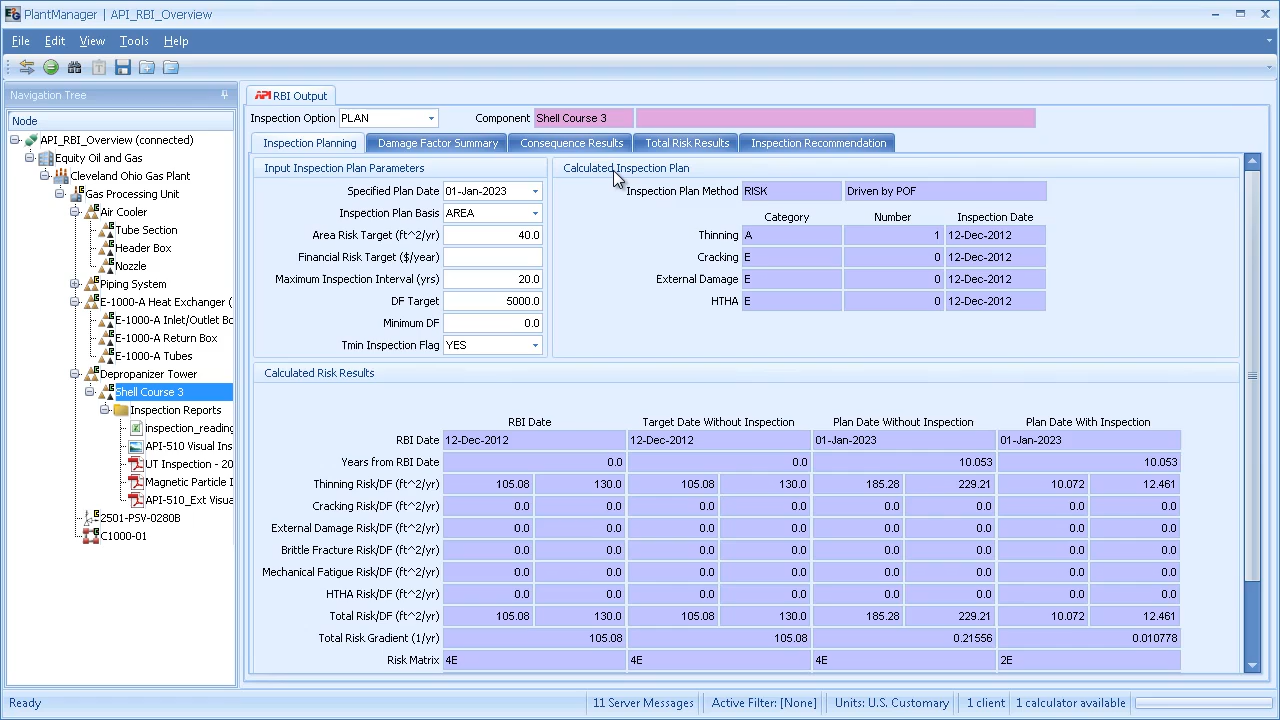 PlantManager | API_RBI_Overview
File Edit View Tools Help
Navigation Tree
Node
API_RBI_Overview (connected)
Equity Oil and Gas
Cleveland Ohio Gas Plant
Gas Processing Unit
Air Cooler
Tube Section
Header Box
Nozzle
Piping System
E-1000-A Heat Exchanger (
E-1000-A Inlet/Outlet Bo
E-1000-A Return Box
E-1000-A Tubes
Depropanizer Tower
Shell Course 3
Inspection Reports
inspection_reading
API-510 Visual Ins
UT Inspection - 20
Magnetic Particle I
API-510_Ext Visua
2501-PSV-0280B
C1000-01
API RBI Output
Inspection Option PLAN Component Shell Course 3
Inspection Planning Damage Factor Summary Consequence Results Total Risk Results Inspection Recommendation
Input Inspection Plan Parameters
Specified Plan Date 01-Jan-2023
Inspection Plan Basis AREA
Area Risk Target (ft^2/yr) 40.0
Financial Risk Target ($/year)
Maximum Inspection Interval (yrs) 20.0
DF Target 5000.0
Minimum DF 0.0
Tmin Inspection Flag YES
Calculated Inspection Plan
Inspection Plan Method RISK Driven by POF
Category Number Inspection Date
Thinning A 1 12-Dec-2012
Cracking E 0 12-Dec-2012
External Damage E 0 12-Dec-2012
HTHA E 0 12-Dec-2012
Calculated Risk Results
RBI Date Target Date Without Inspection Plan Date Without Inspection Plan Date With Inspection
RBI Date 12-Dec-2012 12-Dec-2012 01-Jan-2023 01-Jan-2023
Years from RBI Date 0.0 0.0 10.053 10.053
Thinning Risk/DF (ft^2/yr) 105.08 130.0 105.08 130.0 185.28 229.21 10.072 12.461
Cracking Risk/DF (ft^2/yr) 0.0 0.0 0.0 0.0 0.0 0.0 0.0 0.0
External Damage Risk/DF (ft^2/yr) 0.0 0.0 0.0 0.0 0.0 0.0 0.0 0.0
Brittle Fracture Risk/DF (ft^2/yr) 0.0 0.0 0.0 0.0 0.0 0.0 0.0 0.0
Mechanical Fatigue Risk/DF (ft^2/yr) 0.0 0.0 0.0 0.0 0.0 0.0 0.0 0.0
HTHA Risk/DF (ft^2/yr) 0.0 0.0 0.0 0.0 0.0 0.0 0.0 0.0
Total Risk/DF (ft^2/yr) 105.08 130.0 105.08 130.0 185.28 229.21 10.072 12.461
Total Risk Gradient (1/yr) 105.08 105.08 0.21556 0.010778
Risk Matrix 4E 4E 4E 2E
Ready 11 Server Messages Active Filter: [None] Units: U.S. Customary 1 client 1 calculator available